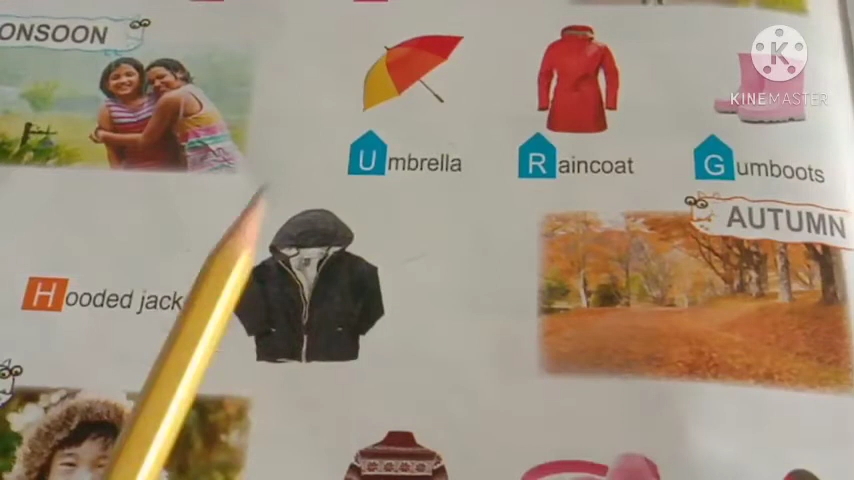 ONSOON
K
KINEMASTER
Umbrella
Raincoat
Gumboots
AUTUMN
Hooded jack